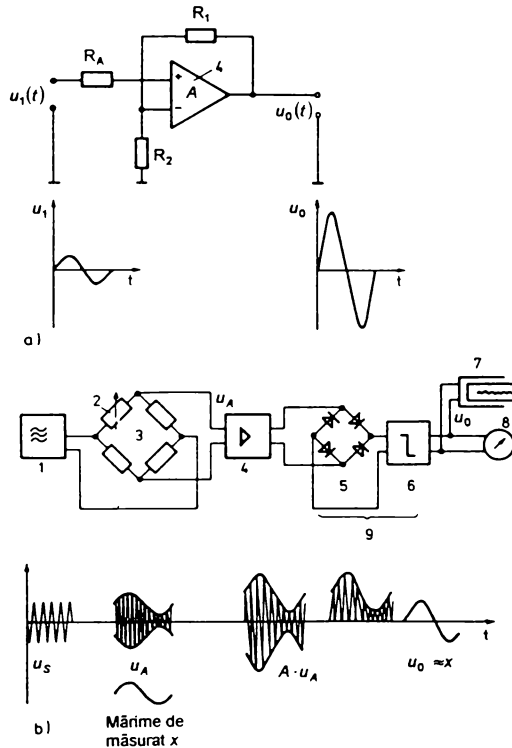 R1
RA
+
4
A
−
u1(t)
u0(t)
R2
u1
u0
t
t
a)
7
2
uA
3
u0
8
1
4
5
6
9
t
uS
uA
A·uA
u0 ≈x
b)
Mărime de
măsurat x